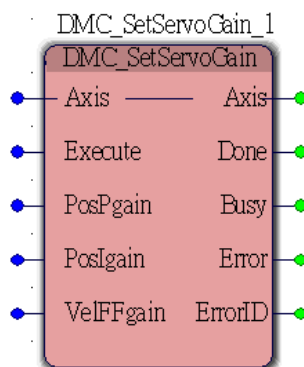 DMC_SetServoGain_1
DMC_SetServoGain
Axis Axis
Execute Done
PosPgain Busy
PosIgain Error
VelFFgain ErrorID